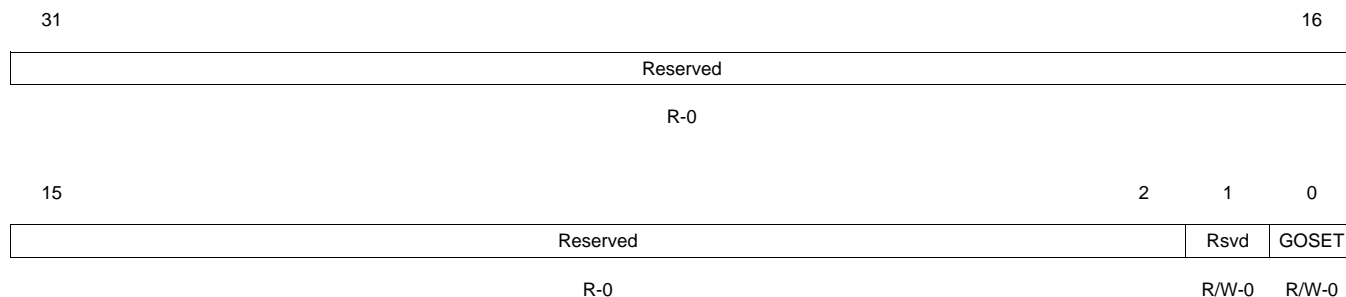 31 16
Reserved
R-0
15 2 1 0
Reserved Rsvd GOSET
R-0 R/W-0 R/W-0